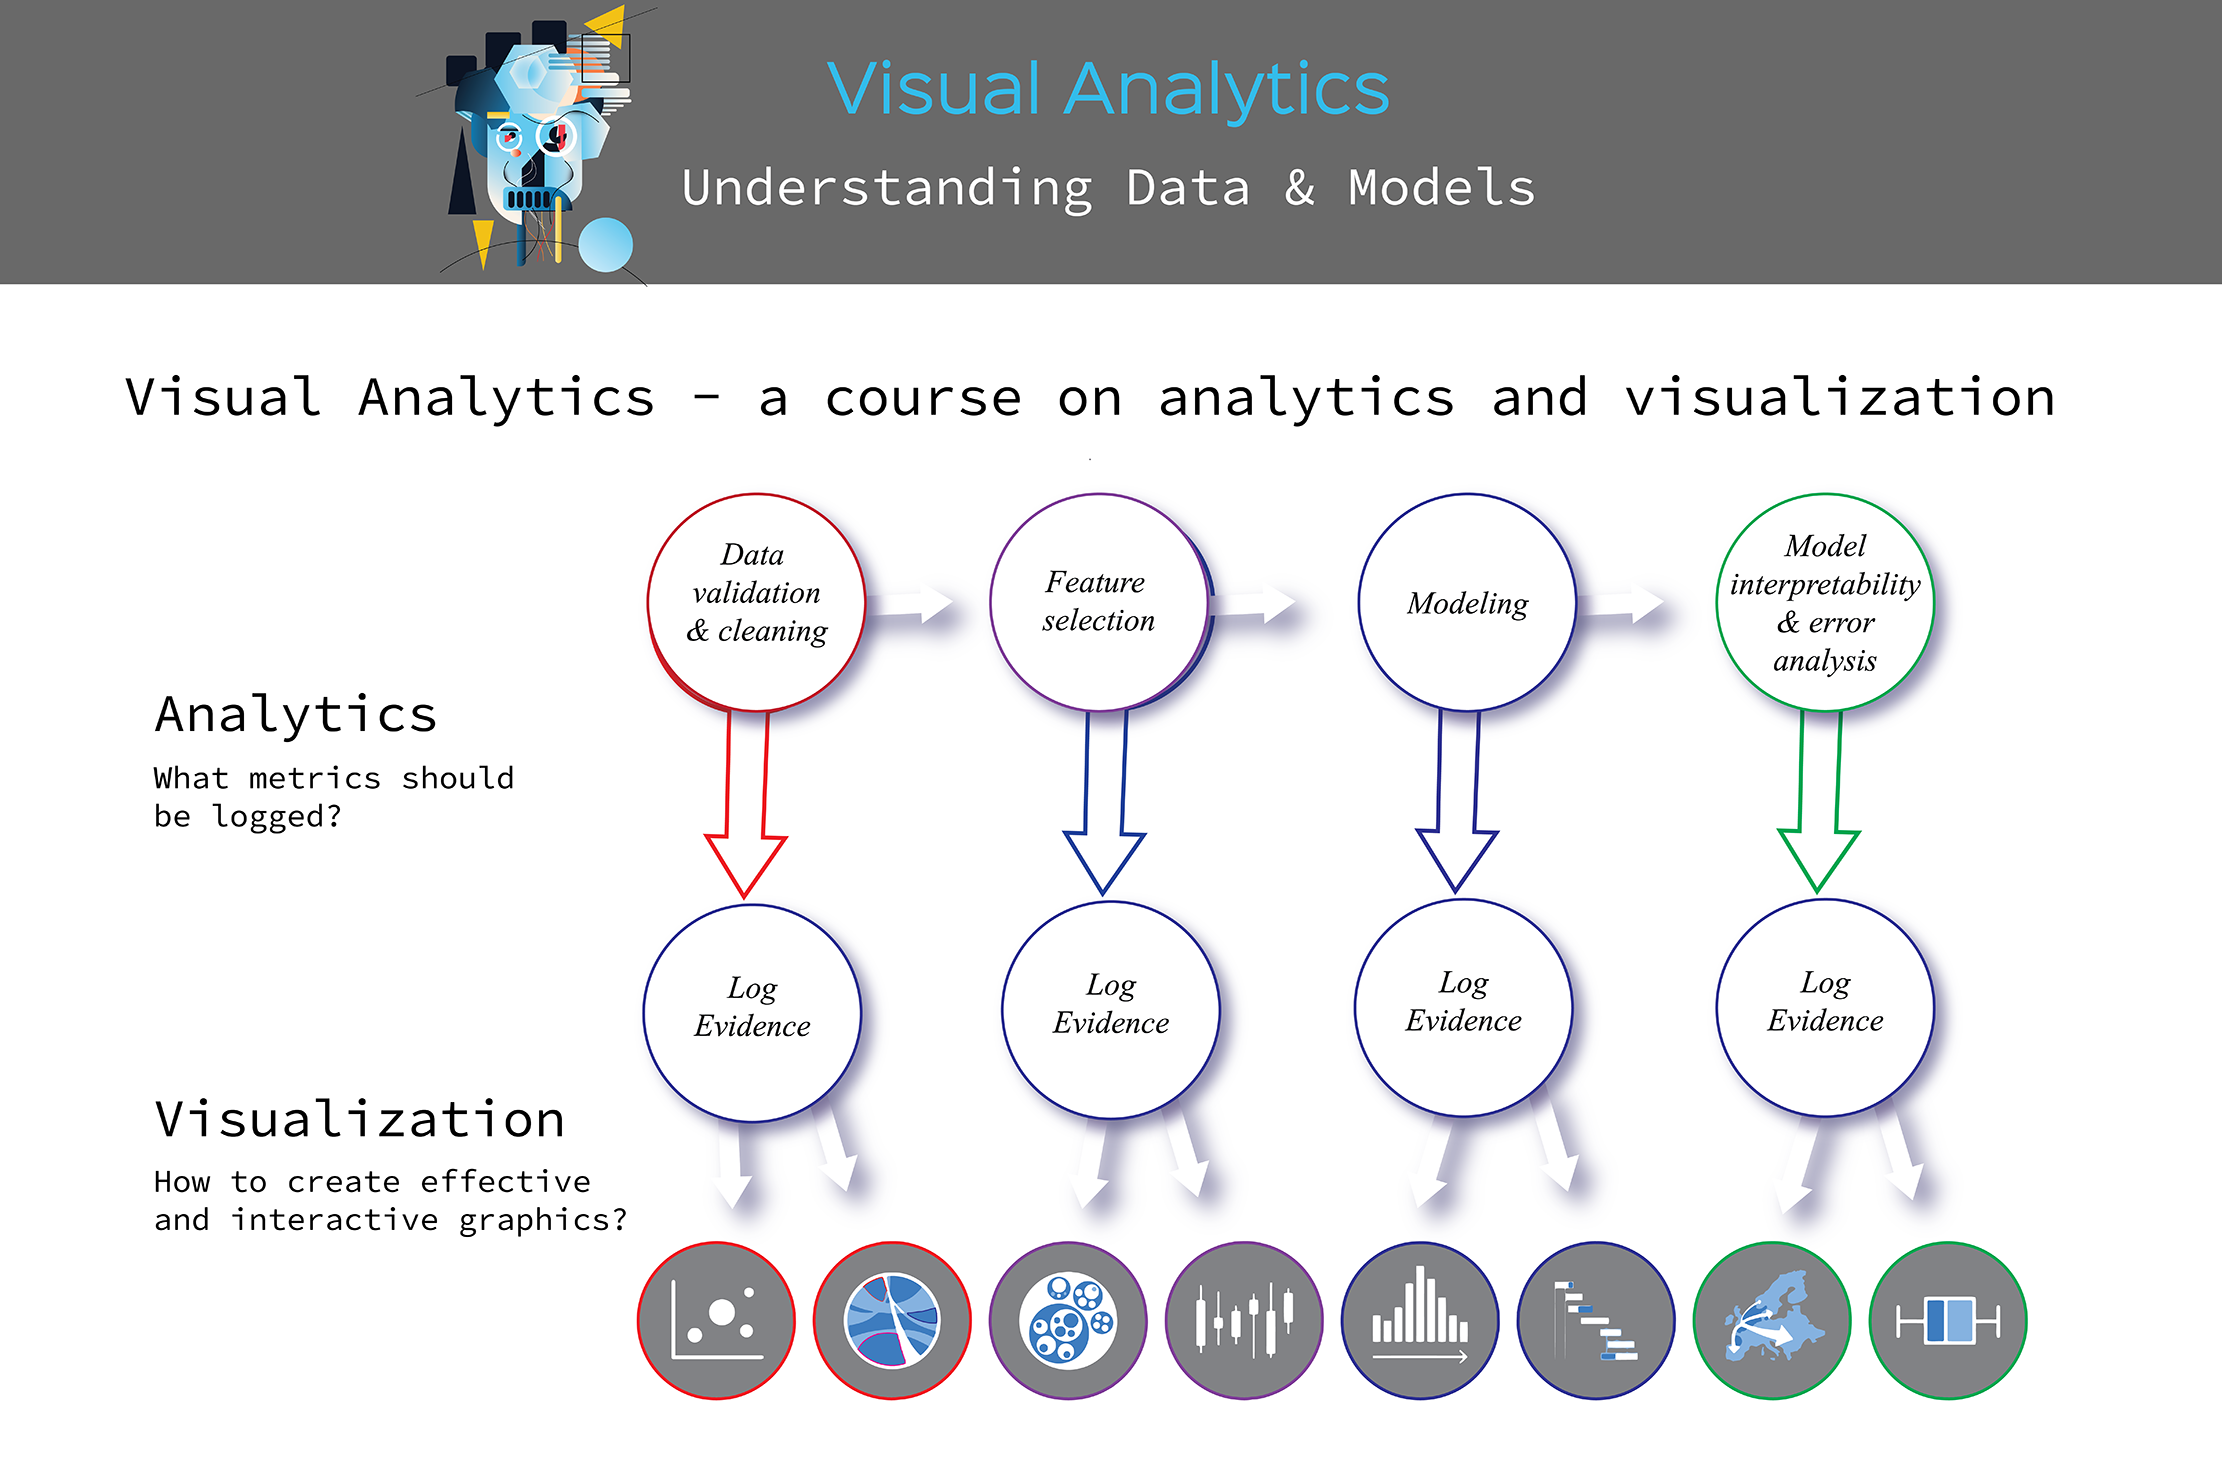 Visual Analytics
Understanding Data & Models
Visual Analytics - a course on analytics and visualization
Data
validation
& cleaning
Feature
selection
Modeling
Model
interpretability
& error
analysis
Analytics
What metrics should
be logged?
Log
Evidence
Log
Evidence
Log
Evidence
Log
Evidence
Visualization
How to create effective
and interactive graphics?